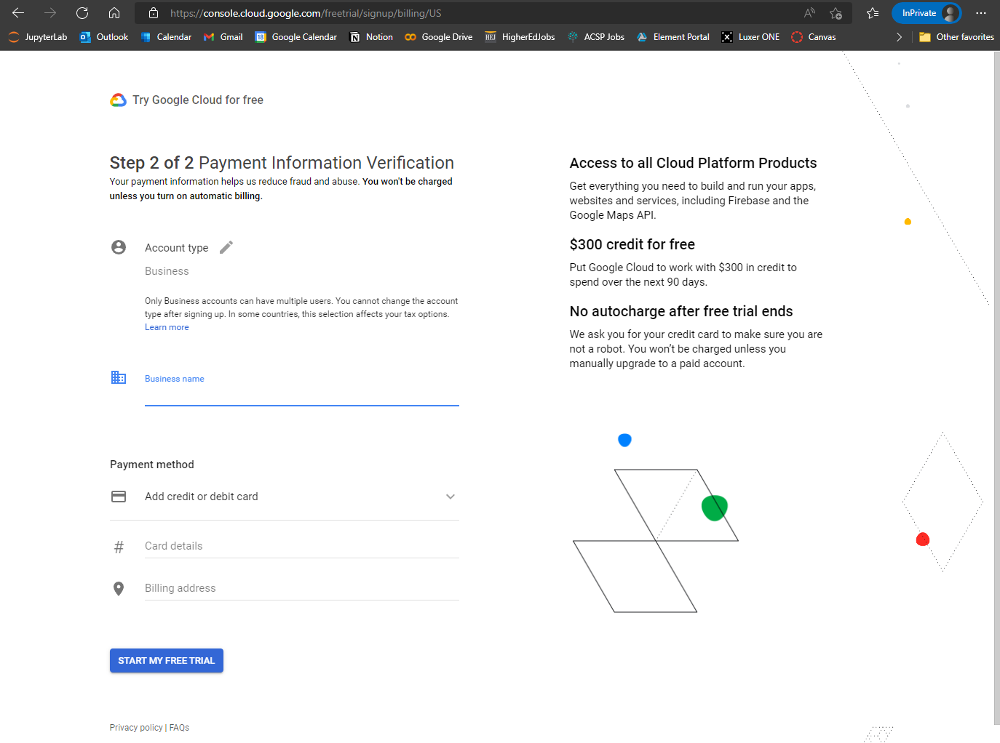 https://console.cloud.google.com/freetrial/signup/billing/US
InPrivate
JupyterLab Outlook Calendar Gmail Google Calendar Notion Google Drive HigherEdJobs ACSP Jobs Element Portal Luxer ONE Canvas Other favorites
Try Google Cloud for free
Step 2 of 2 Payment Information Verification
Your payment information helps us reduce fraud and abuse. You won't be charged
unless you turn on automatic billing.
Account type
Business
Only Business accounts can have multiple users. You cannot change the account
type after signing up. In some countries, this selection affects your tax options.
Learn more
Business name
Payment method
Add credit or debit card
# Card details
Billing address
START MY FREE TRIAL
Privacy policy | FAQs
Access to all Cloud Platform Products
Get everything you need to build and run your apps,
websites and services, including Firebase and the
Google Maps API.
$300 credit for free
Put Google Cloud to work with $300 in credit to
spend over the next 90 days.
No autocharge after free trial ends
We ask you for your credit card to make sure you are
not a robot. You won’t be charged unless you
manually upgrade to a paid account.